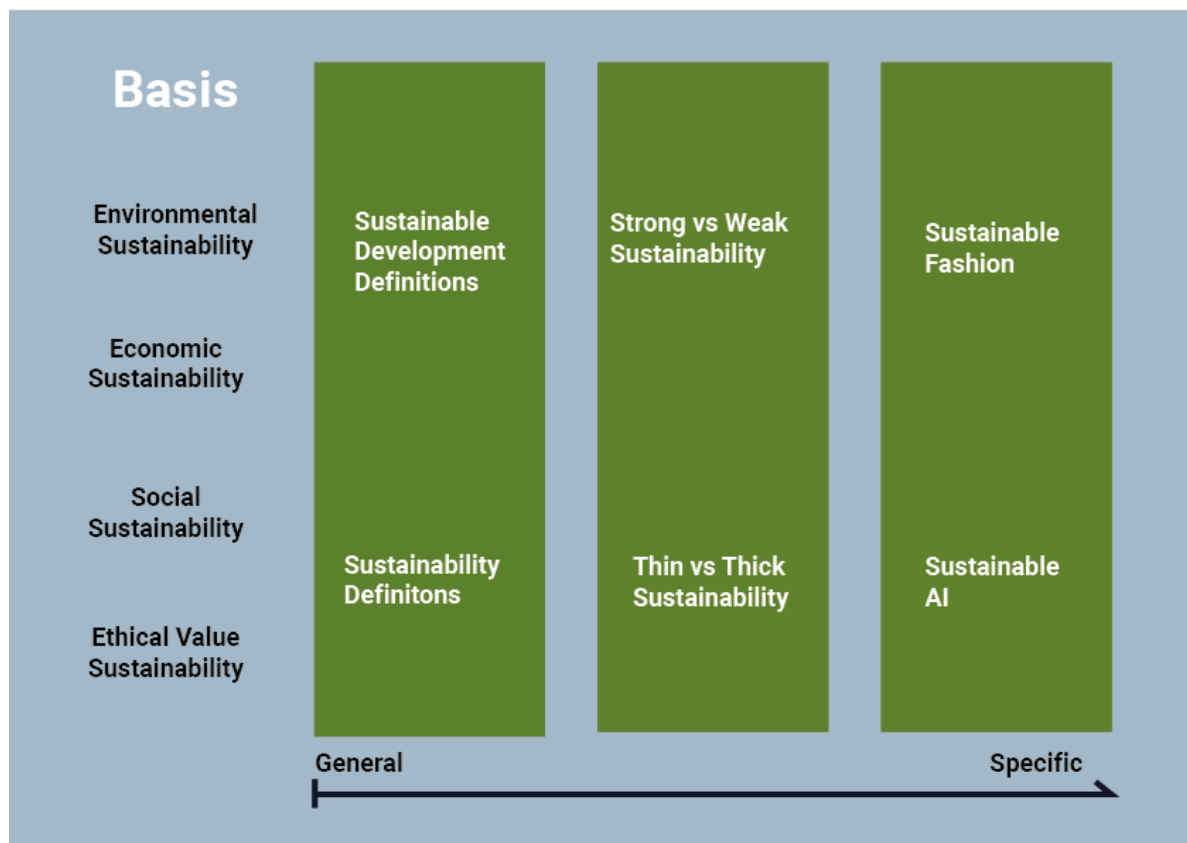 Basis
Environmental
Sustainability
Economic
Sustainability
Social
Sustainability
Ethical Value
Sustainability
Sustainable
Development
Definitions
Sustainability
Definitons
Strong vs Weak
Sustainability
Thin vs Thick
Sustainability
Sustainable
Fashion
Sustainable
AI
General
Specific